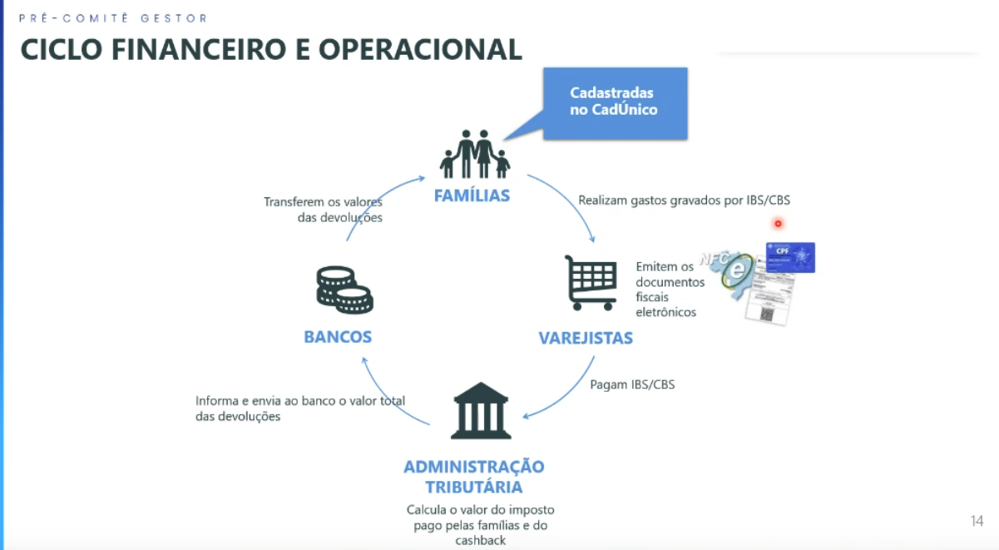 PRÉ-COMITÊ GESTOR
CICLO FINANCEIRO E OPERACIONAL
Cadastradas
no CadÚnico
FAMÍLIAS
Transferem os valores
das devoluções
Realizam gastos gravados por IBS/CBS
Emitem os
documentos
fiscais
eletrônicos
NFC
e
CPF
BANCOS
VAREJISTAS
Pagam IBS/CBS
Informa e envia ao banco o valor total
das devoluções
ADMINISTRAÇÃO
TRIBUTÁRIA
Calcula o valor do imposto
pago pelas famílias e do
cashback
14